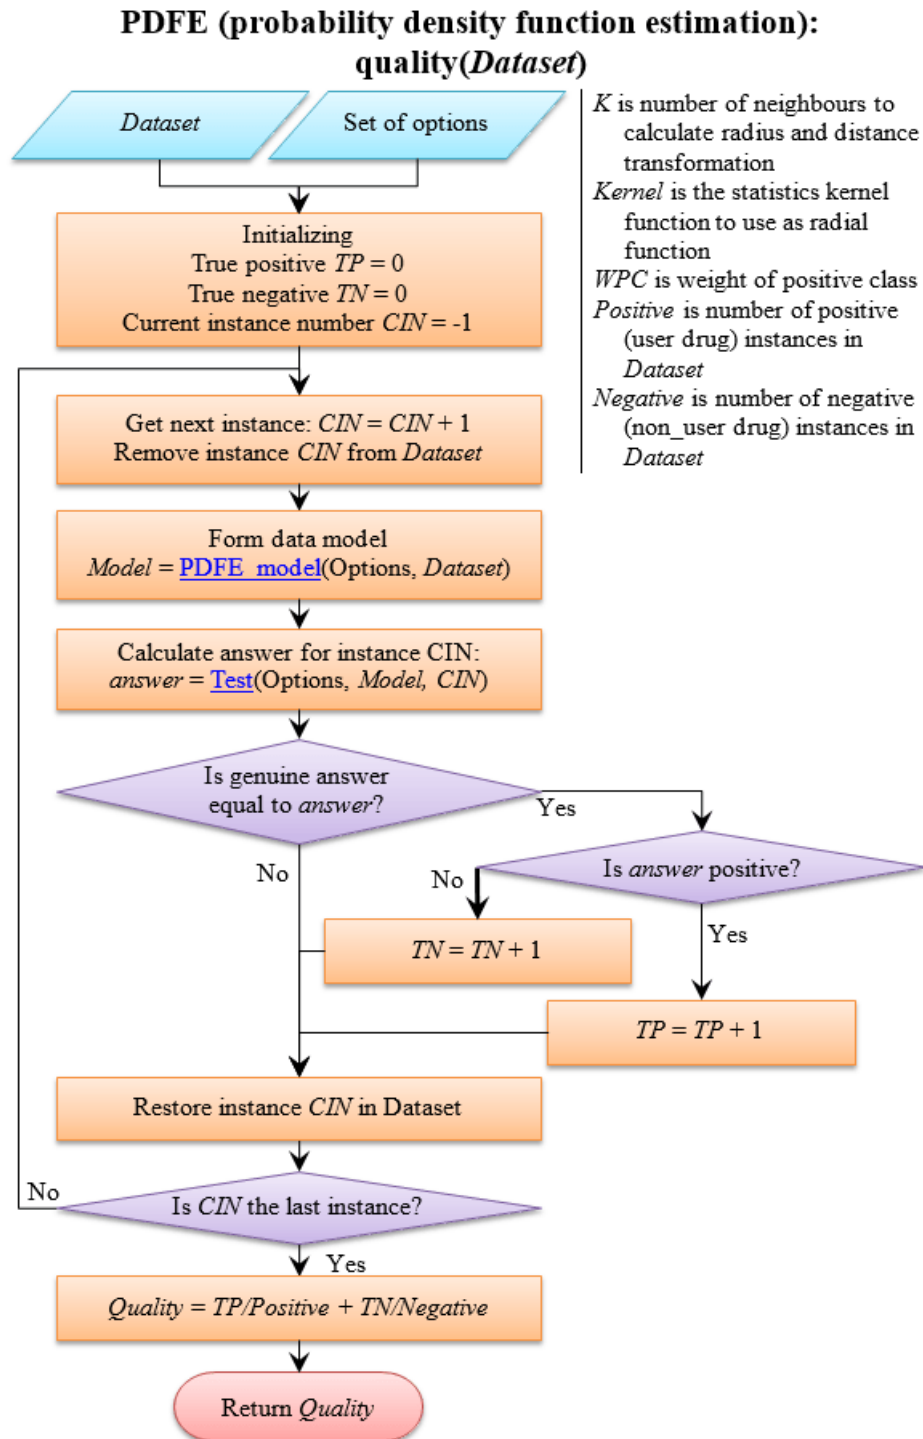 PDFE (probability density function estimation):
quality(Dataset)
Dataset
Set of options
K is number of neighbours to
calculate radius and distance
transformation
Kernel is the statistics kernel
function to use as radial
function
WPC is weight of positive class
Positive is number of positive
(user drug) instances in
Dataset
Negative is number of negative
(non_user drug) instances in
Dataset
Initializing
True positive TP = 0
True negative TN = 0
Current instance number CIN = -1
Get next instance: CIN = CIN + 1
Remove instance CIN from Dataset
Form data model
Model = PDFE_model(Options, Dataset)
Calculate answer for instance CIN:
answer = Test(Options, Model, CIN)
Is genuine answer
equal to answer?
Yes
No
Is answer positive?
No
Yes
TN = TN + 1
TP = TP + 1
Restore instance CIN in Dataset
Is CIN the last instance?
No
Yes
Quality = TP/Positive + TN/Negative
Return Quality